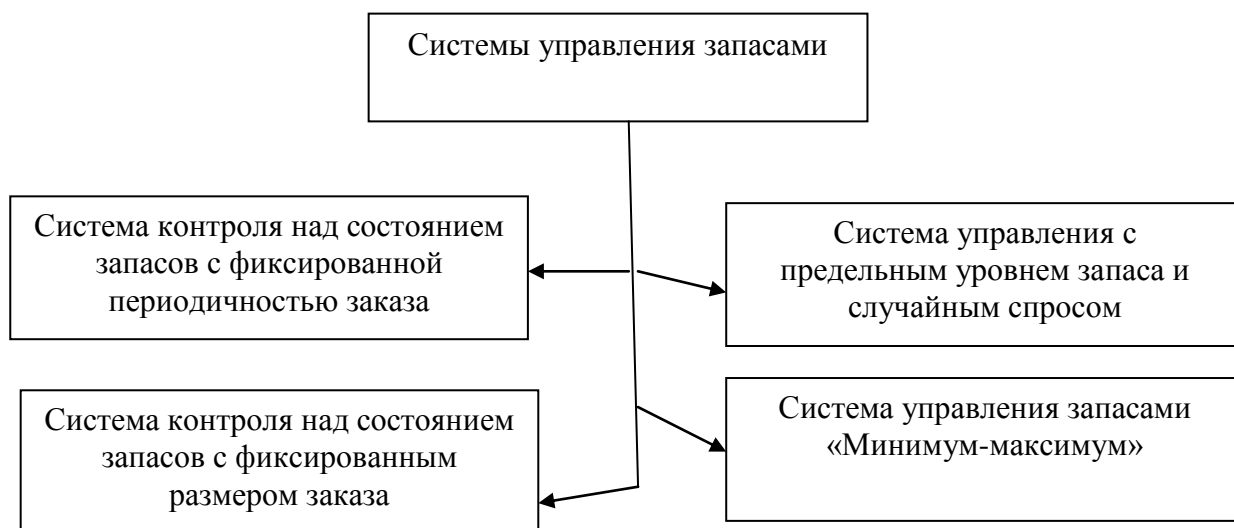 Системы управления запасами
Система контроля над состоянием
запасов с фиксированной
периодичностью заказа
Система управления с
предельным уровнем запаса и
случайным спросом
Система контроля над состоянием
запасов с фиксированным
размером заказа
Система управления запасами
«Минимум-максимум»